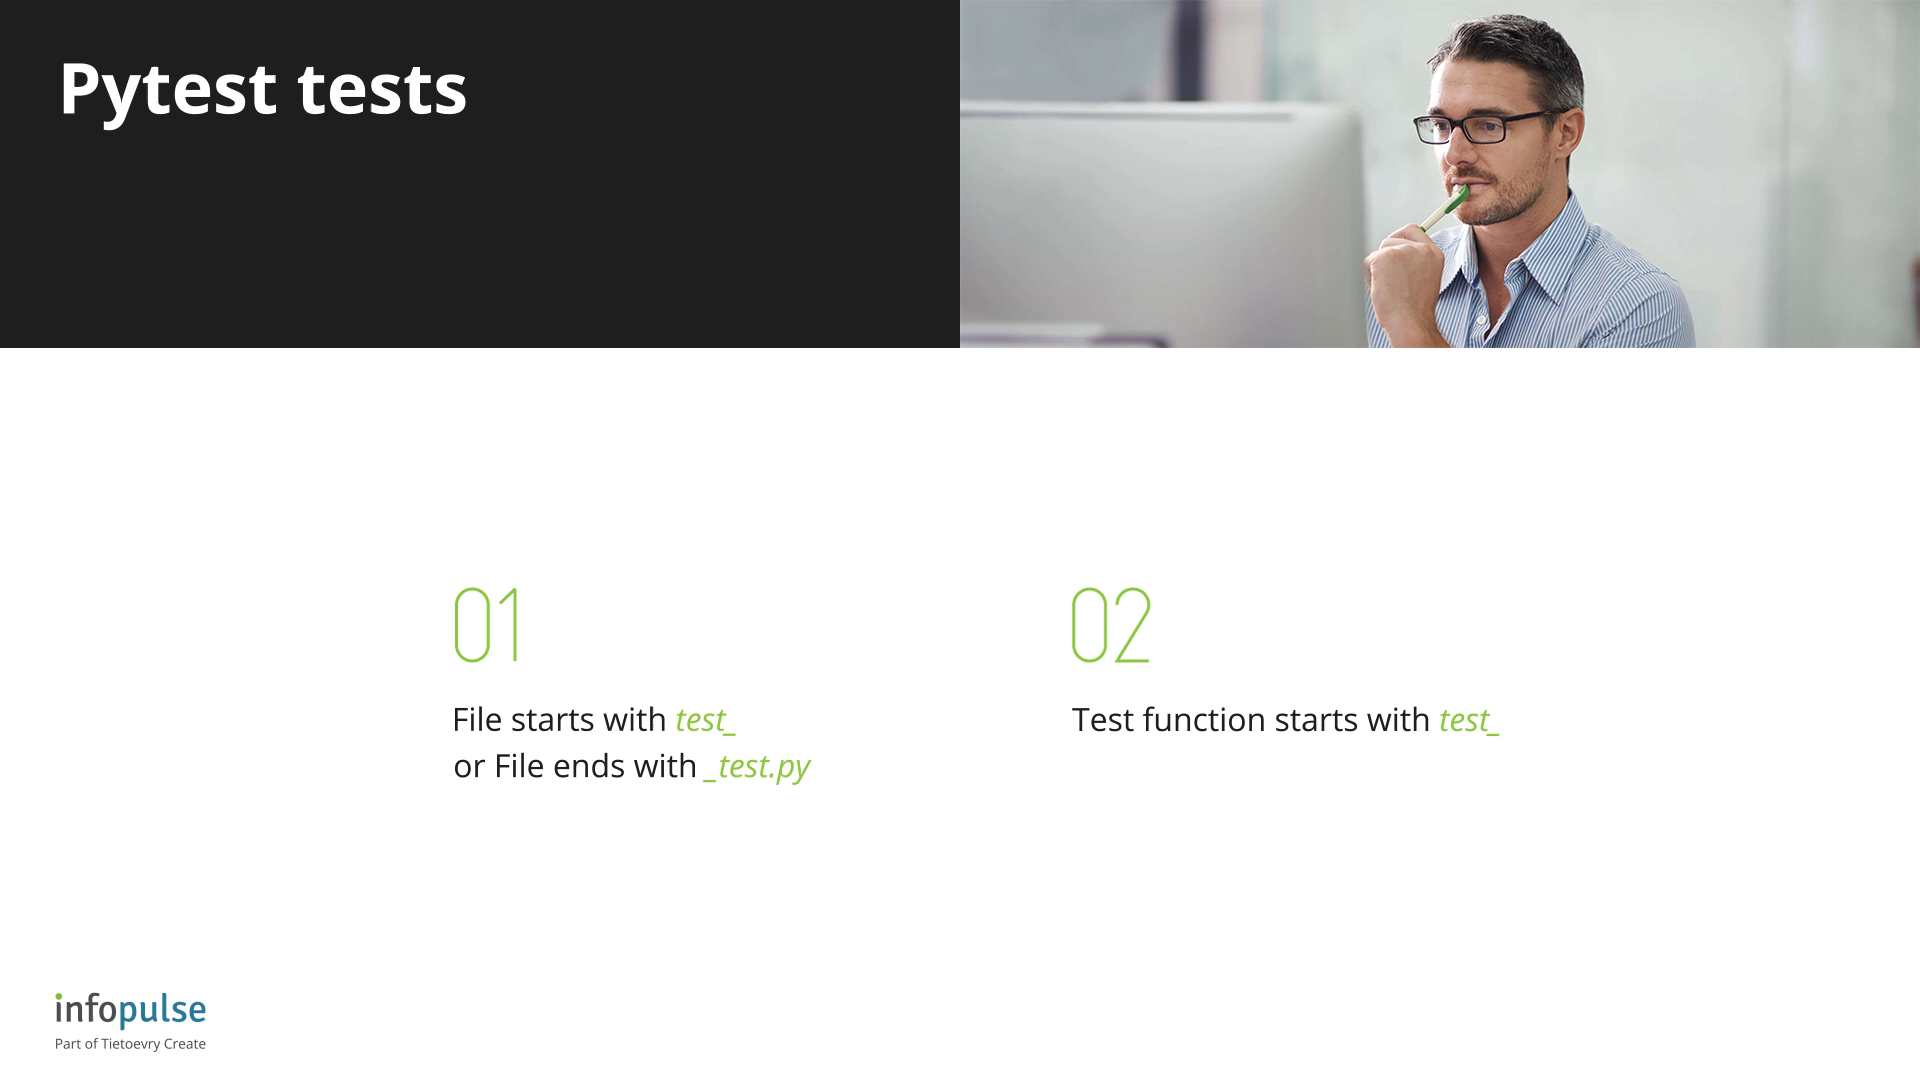 Pytest tests
01
File starts with test_
or File ends with _test.py
02
Test function starts with test_
infopulse
Part of Tietoevry Create